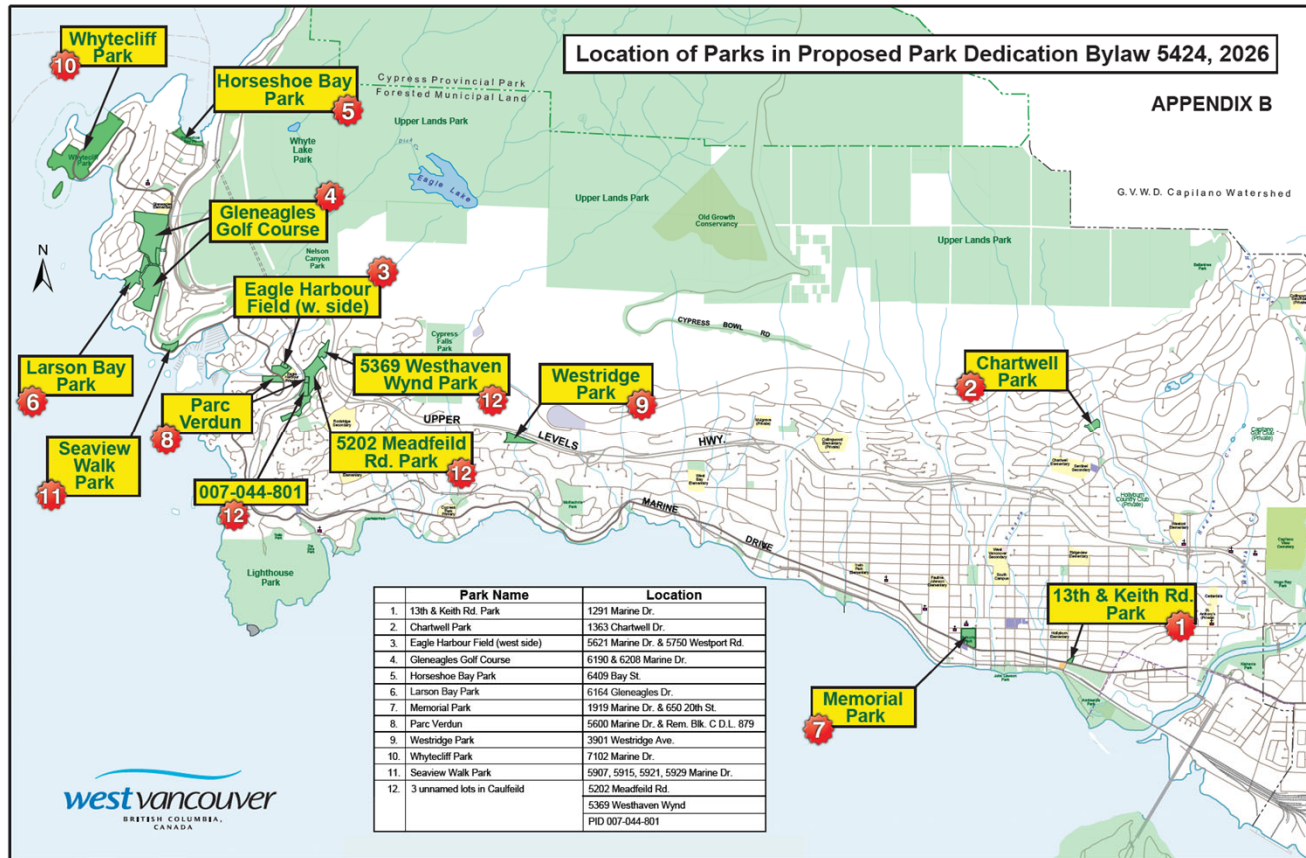 Location of Parks in Proposed Park Dedication Bylaw 5424, 2026
APPENDIX B
Whytecliff
Park
10
Horseshoe Bay
Park
5
Cypress Provincial Park
Forested Municipal Land
Upper Lands Park
Whyte
Lake
Park
Eagle Lake
Whytecliff
Park
G.V.W.D. Capilano Watershed
Gleneagles
Golf Course
4
Upper Lands Park
Old Growth
Conservancy
Upper Lands Park
N
Nelson
Canyon
Park
Eagle Harbour
Field (w. side)
3
CYPRESS BOWL RD
Cypress
Falls
Park
Larson Bay
Park
6
5369 Westhaven
Wynd Park
12
Westridge
Park
9
Chartwell
Park
2
Parc
Verdun
8
UPPER
LEVELS
HWY.
5202 Meadfeild
Rd. Park
12
Seaview
Walk
Park
11
007-044-801
12
MARINE
DRIVE
Hollyburn
Country Club
(Private)
Lighthouse
Park
13th & Keith Rd.
Park
1
Memorial
Park
7
Park Name Location
1. 13th & Keith Rd. Park 1291 Marine Dr.
2. Chartwell Park 1363 Chartwell Dr.
3. Eagle Harbour Field (west side) 5621 Marine Dr. & 5750 Westport Rd.
4. Gleneagles Golf Course 6190 & 6208 Marine Dr.
5. Horseshoe Bay Park 6409 Bay St.
6. Larson Bay Park 6164 Gleneagles Dr.
7. Memorial Park 1919 Marine Dr. & 650 20th St.
8. Parc Verdun 5600 Marine Dr. & Rem. Blk. C D.L. 879
9. Westridge Park 3901 Westridge Ave.
10. Whytecliff Park 7102 Marine Dr.
11. Seaview Walk Park 5907, 5915, 5921, 5929 Marine Dr.
12. 3 unnamed lots in Caulfeild 5202 Meadfeild Rd.
5369 Westhaven Wynd
PID 007-044-801
westvancouver
BRITISH COLUMBIA,
CANADA